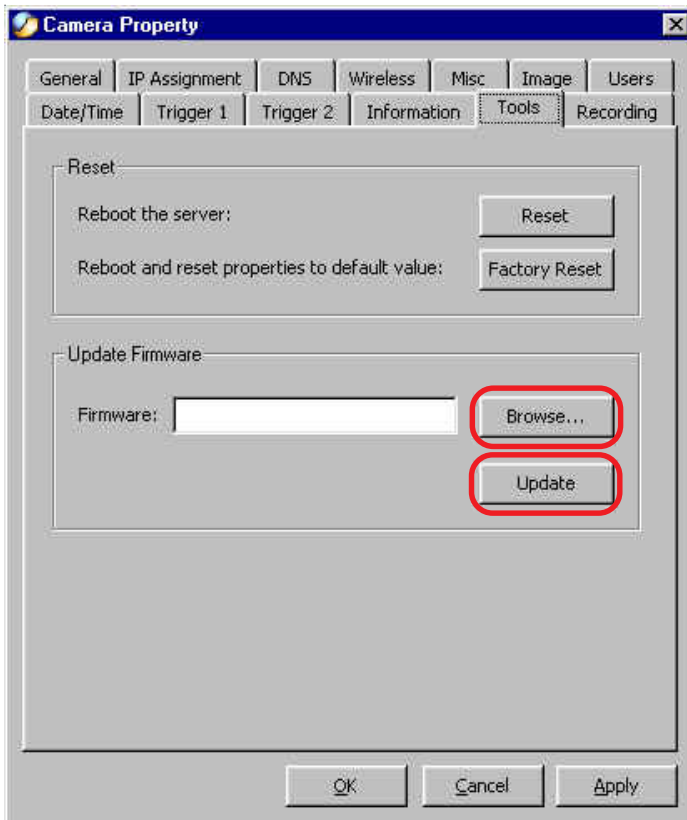 Camera Property
General IP Assignment DNS Wireless Misc Image Users
Date/Time Trigger 1 Trigger 2 Information Tools Recording
Reset
Reboot the server: Reset
Reboot and reset properties to default value: Factory Reset
Update Firmware
Firmware: Browse...
Update
OK Cancel Apply